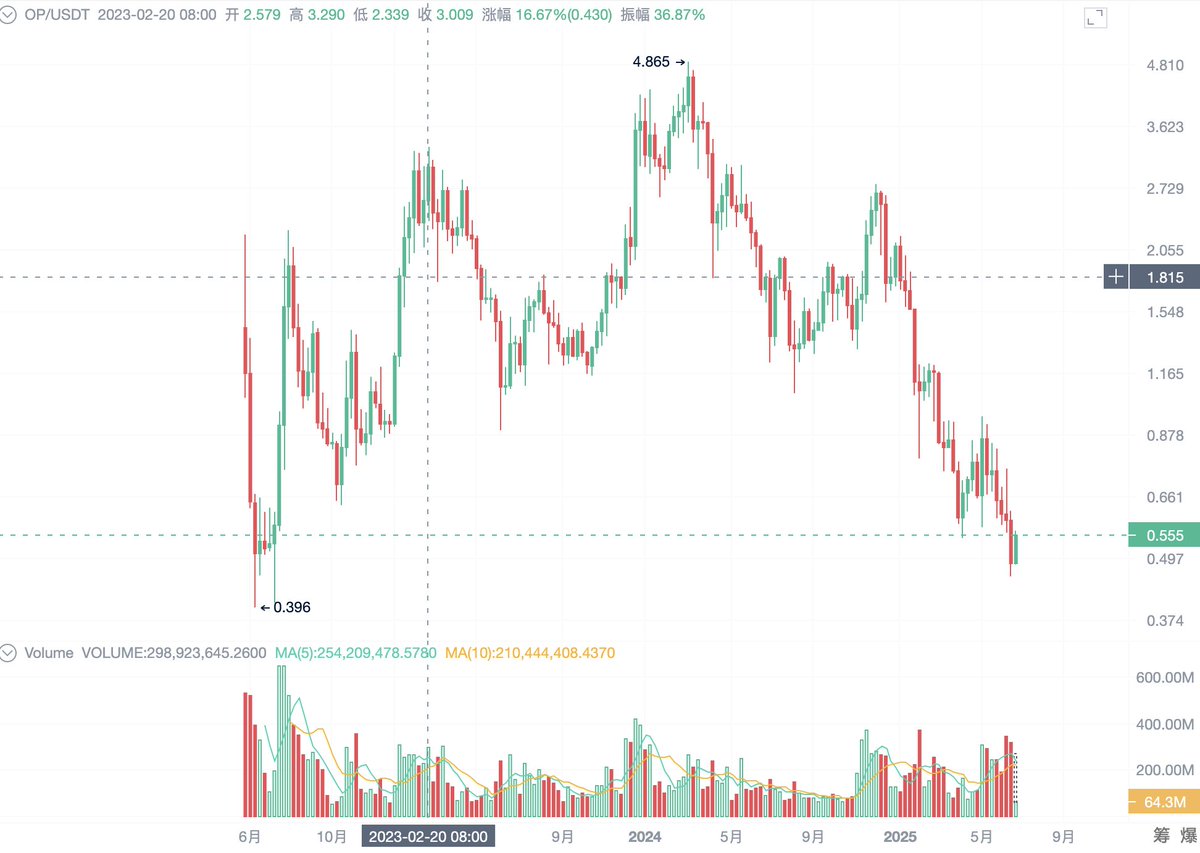 OP/USDT 2023-02-20 08:00 开 2.579 高 3.290 低 2.339 收 3.009 涨幅 16.67%(0.430) 振幅 36.87%
4.865
4.810
3.623
2.729
2.055
1.815
1.548
1.165
0.878
0.661
0.555
0.497
0.396
0.374
Volume VOLUME:298,923,645.2600 MA(5):254,209,478.5780 MA(10):210,444,408.4370
600.00M
400.00M
200.00M
64.3M
6月 10月 2023-02-20 08:00 9月 2024 5月 9月 2025 5月 9月 筹 爆